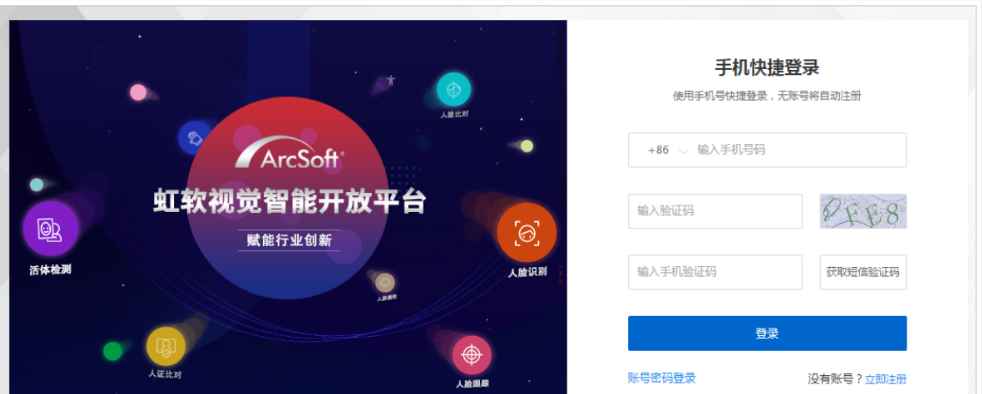 人脸比对
ArcSoft
虹软视觉智能开放平台
赋能行业创新
活体检测
人脸识别
人证比对
人脸跟踪
手机快捷登录
使用手机号快捷登录，无账号将自动注册
+86 输入手机号码
输入验证码
输入手机验证码 获取短信验证码
登录
账号密码登录 没有账号？立即注册